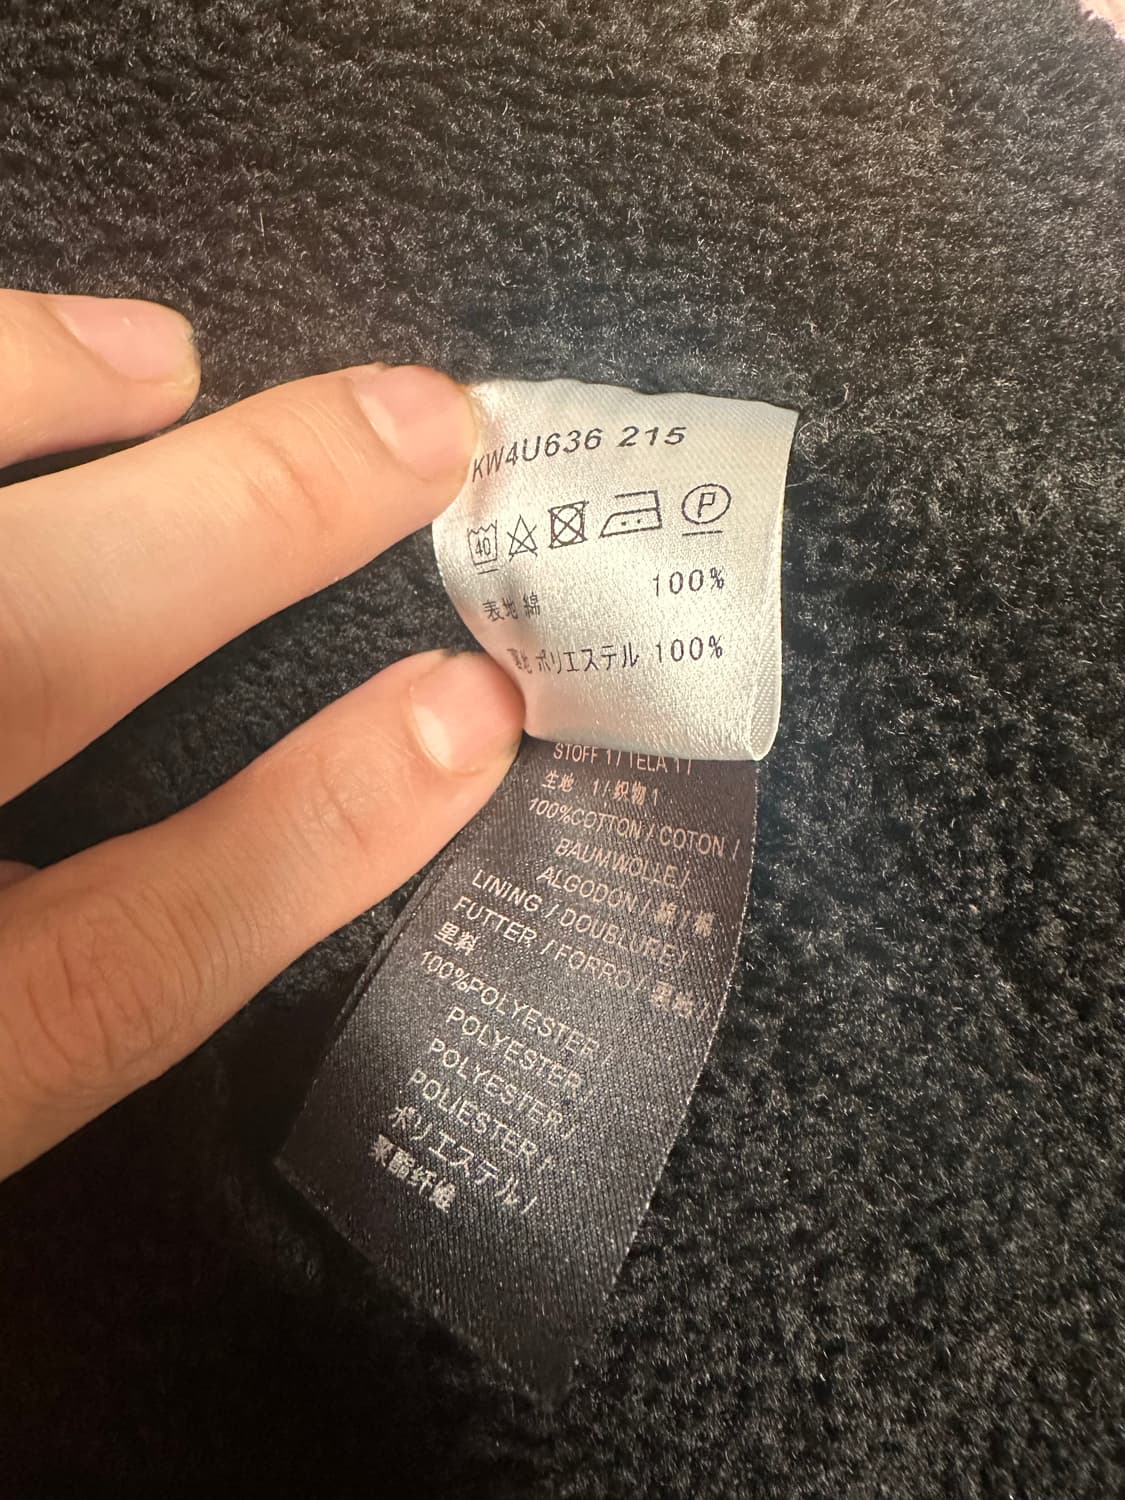 KW4U636 215
40 P
表地 綿 100%
裏地 ポリエステル 100%
STOFF 1 / TELA 1 /
生地 1/织物1
100%COTTON / COTON /
BAUMWOLLE /
ALGODON / 綿 / 棉
LINING / DOUBLURE /
FUTTER / FORRO / 裏地
里料
100%POLYESTER /
POLYESTER
POLYESTER /
POLIESTER /
ポリエステル /
聚酯纤维